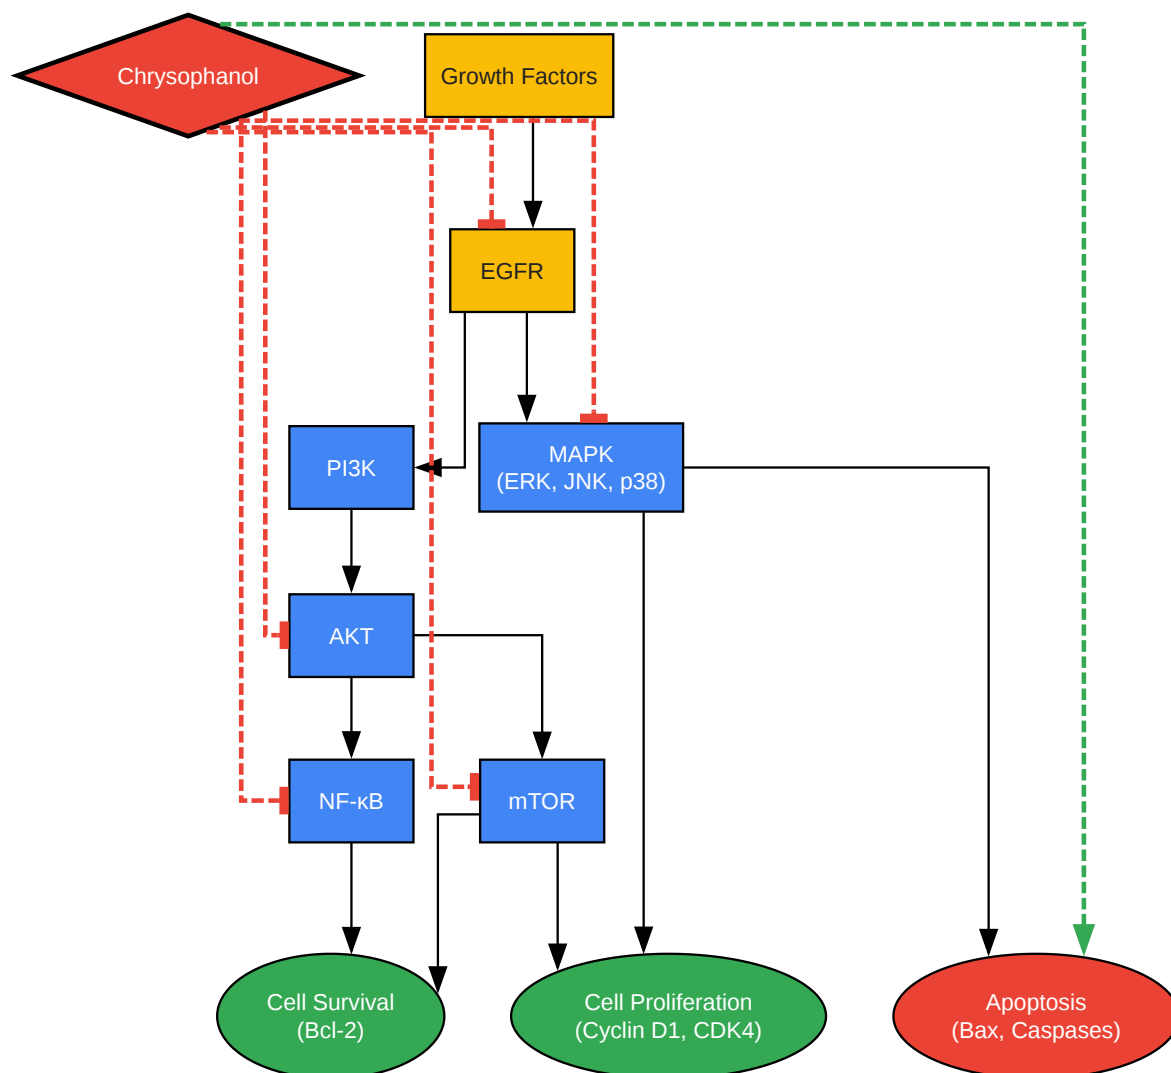 Chrysophanol
Growth Factors
EGFR
PI3K
MAPK
(ERK, JNK, p38)
AKT
NF-κB
mTOR
Cell Survival
(Bcl-2)
Cell Proliferation
(Cyclin D1, CDK4)
Apoptosis
(Bax, Caspases)